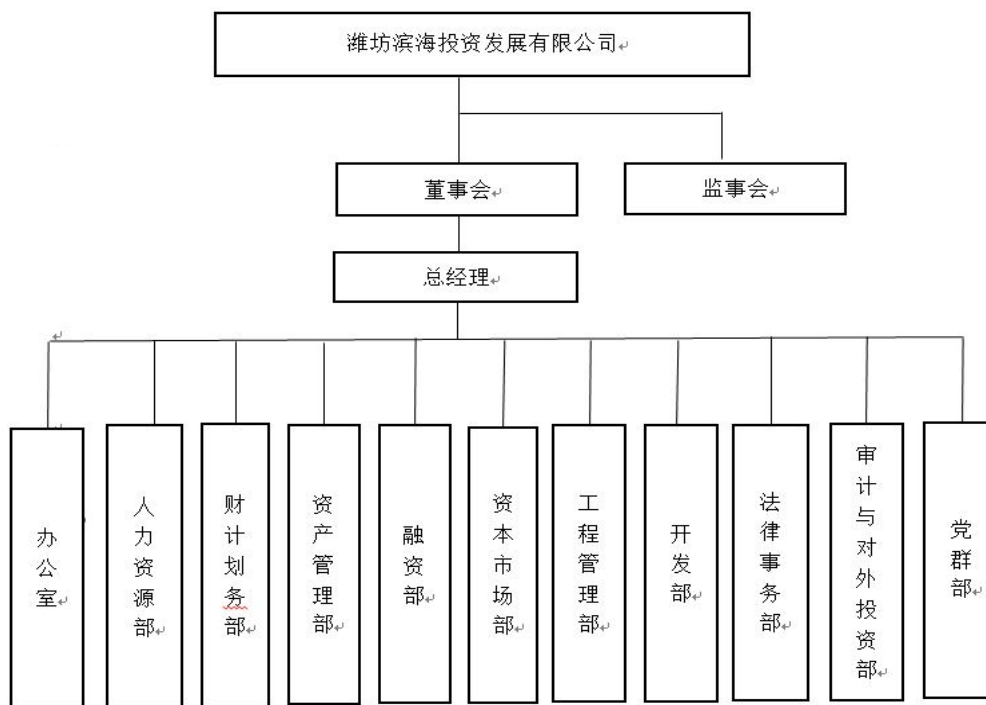 潍坊滨海投资发展有限公司
董事会
监事会
总经理
办公室
人力资源部
财计划务部
资产管理部
融资部
资本市场部
工程管理部
开发部
法律事务部
审计与对外投资部
党群部